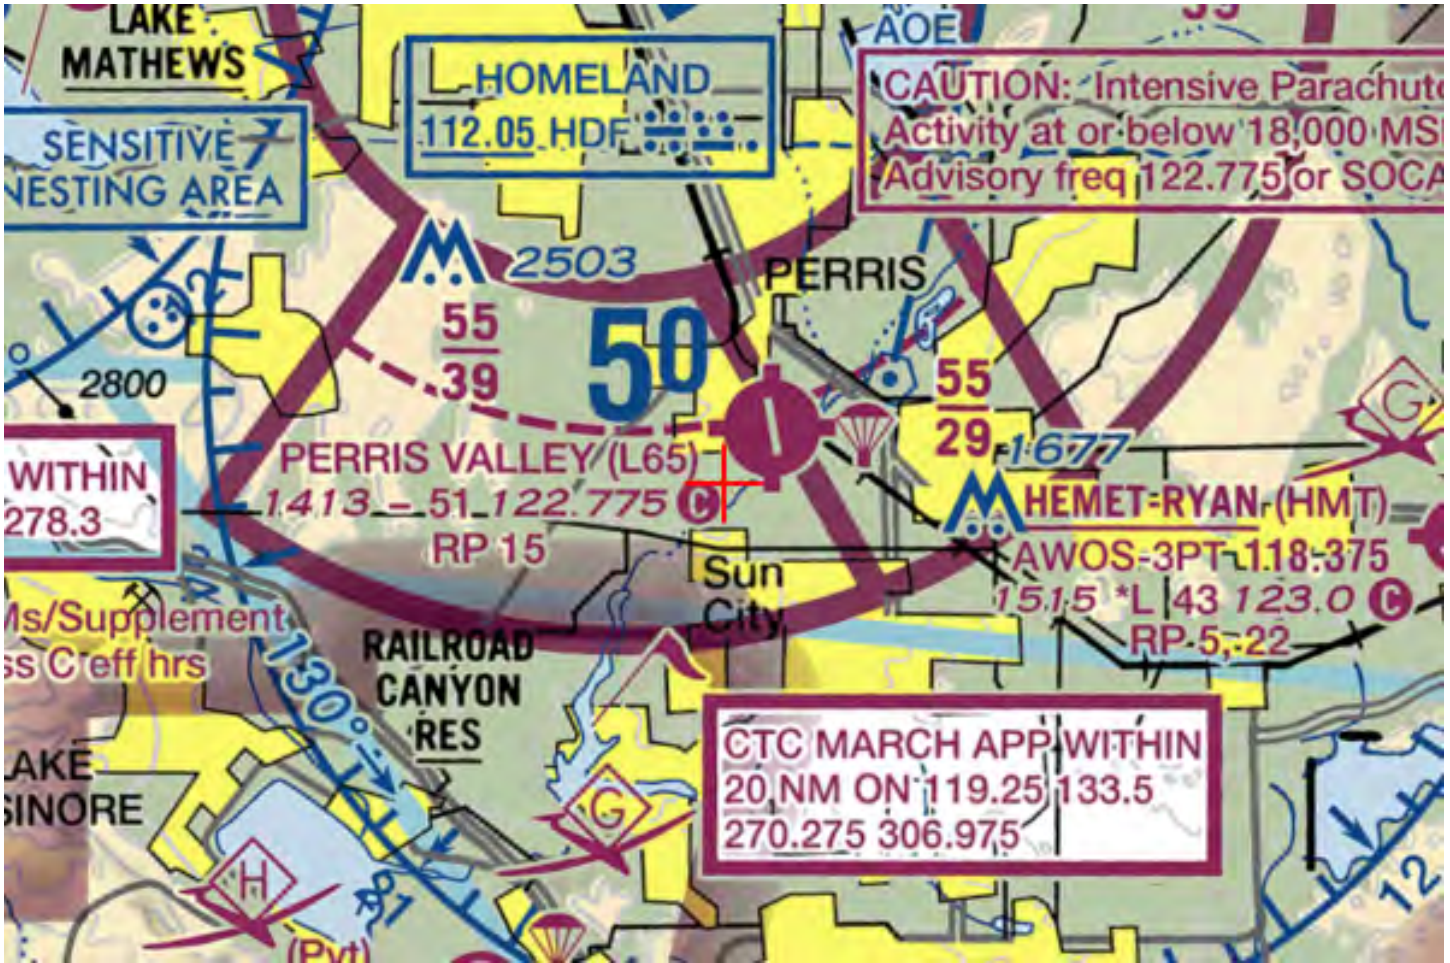 LAKE
MATHEWS
HOMELAND
112.05 HDF
AOE
CAUTION: Intensive Parachute
Activity at or below 18,000 MSL
Advisory freq 122.775 or SOCA
SENSITIVE
NESTING AREA
2503
PERRIS
12
55
39
50
2800
55
29
1677
G
WITHIN
278.3
PERRIS VALLEY (L65)
1413 - 51 122.775 C
RP 15
HEMET-RYAN (HMT)
AWOS-3PT 118.375
1515 *L 43 123.0 C
RP 5, 22
Sun
City
Ms/Supplement
ss C eff hrs
130°
RAILROAD
CANYON
RES
CTC MARCH APP WITHIN
20 NM ON 119.25 133.5
270.275 306.975
LAKE
SINORE
G
H
(Pvt)
12